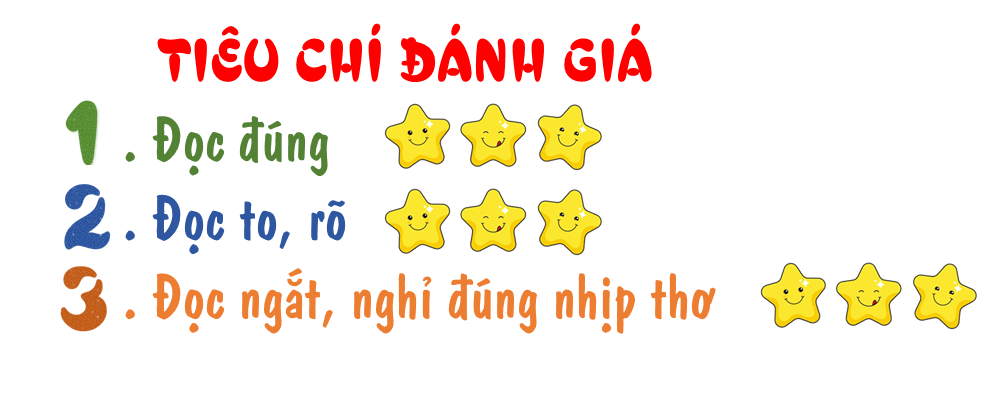 TIÊU CHÍ ĐÁNH GIÁ
1. Đọc đúng
2. Đọc to, rõ
3. Đọc ngắt, nghỉ đúng nhịp thơ